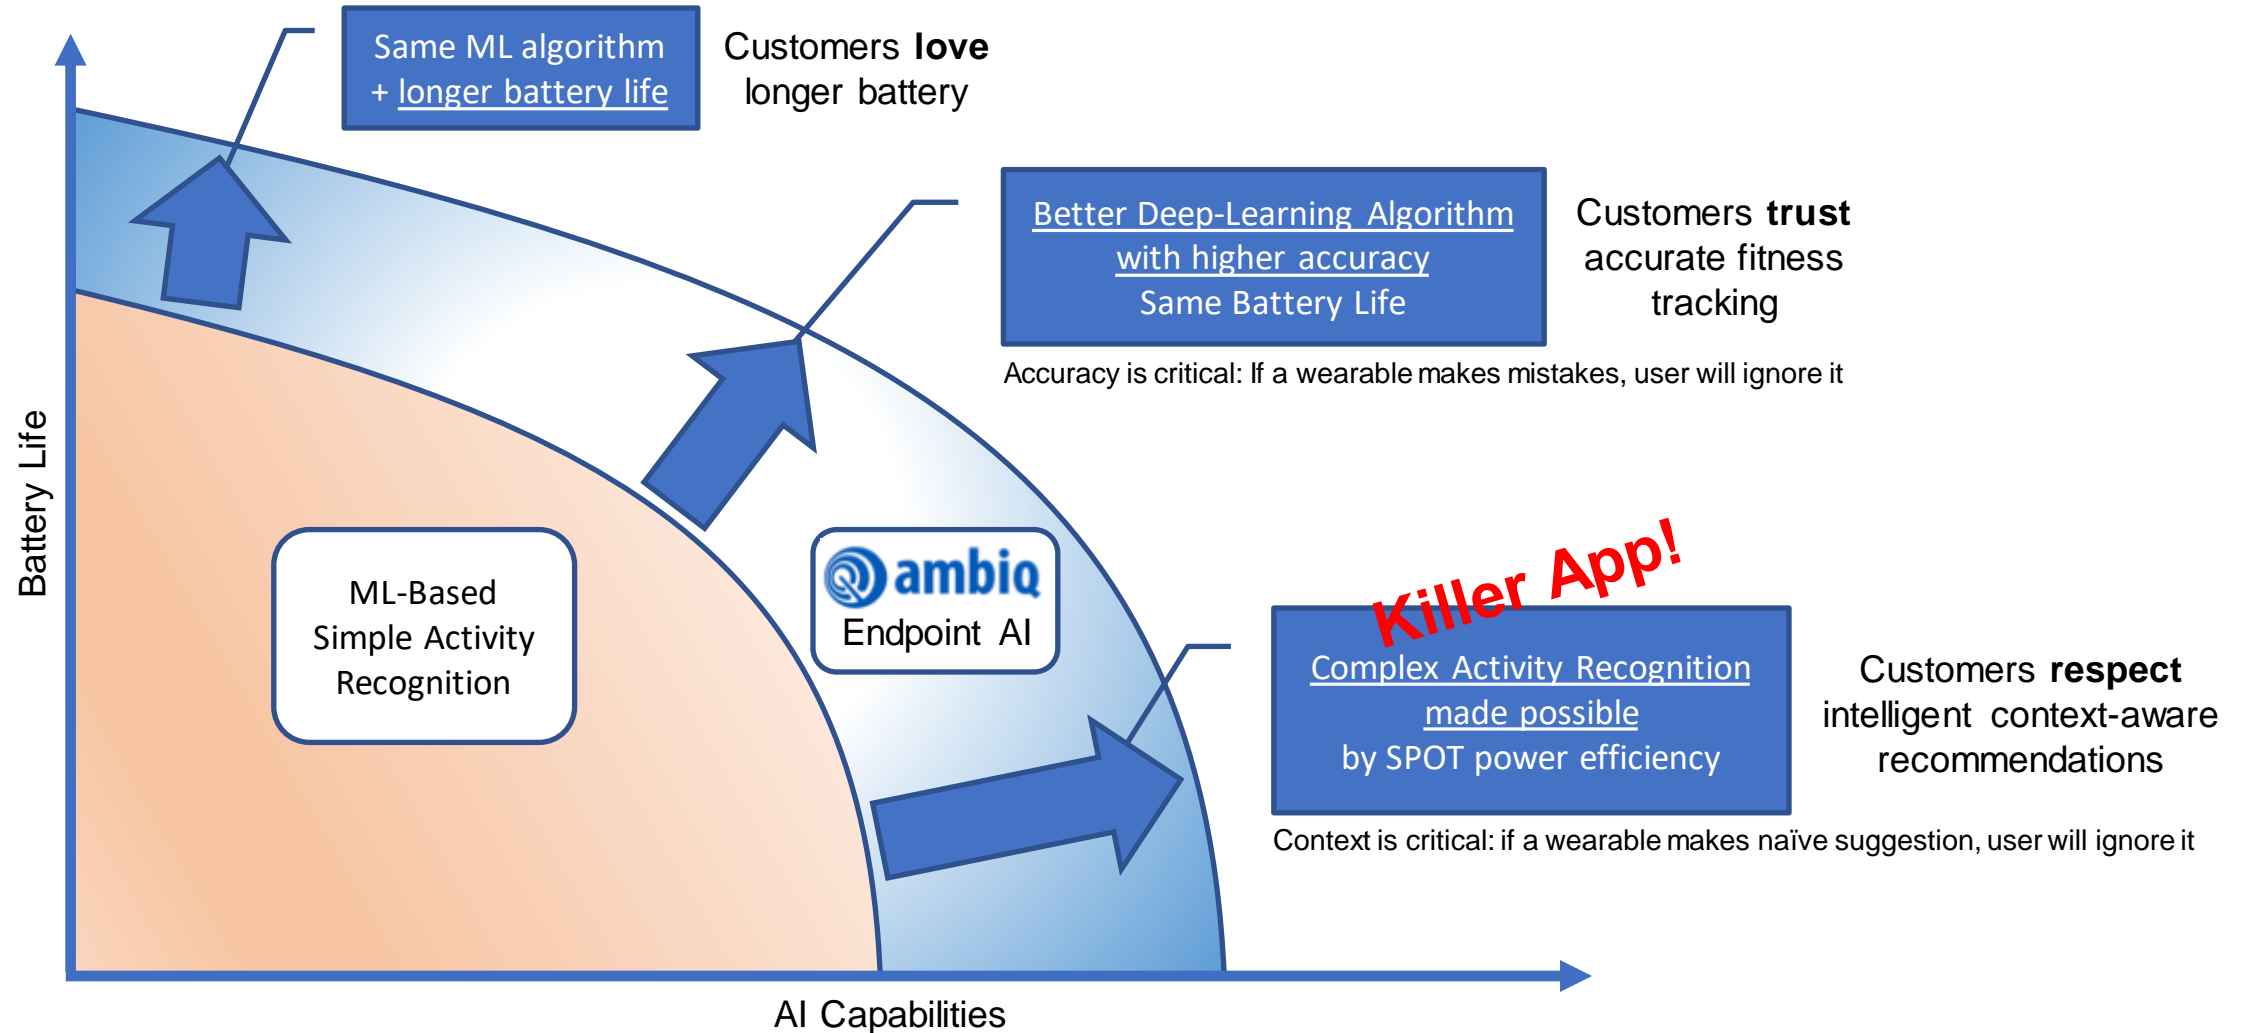 Same ML algorithm
+ longer battery life
Customers love
longer battery
Better Deep-Learning Algorithm
with higher accuracy
Same Battery Life
Customers trust
accurate fitness
tracking
Accuracy is critical: If a wearable makes mistakes, user will ignore it
Battery Life
ML-Based
Simple Activity
Recognition
ambiq
Endpoint AI
Killer App!
Complex Activity Recognition
made possible
by SPOT power efficiency
Customers respect
intelligent context-aware
recommendations
Context is critical: if a wearable makes naïve suggestion, user will ignore it
AI Capabilities